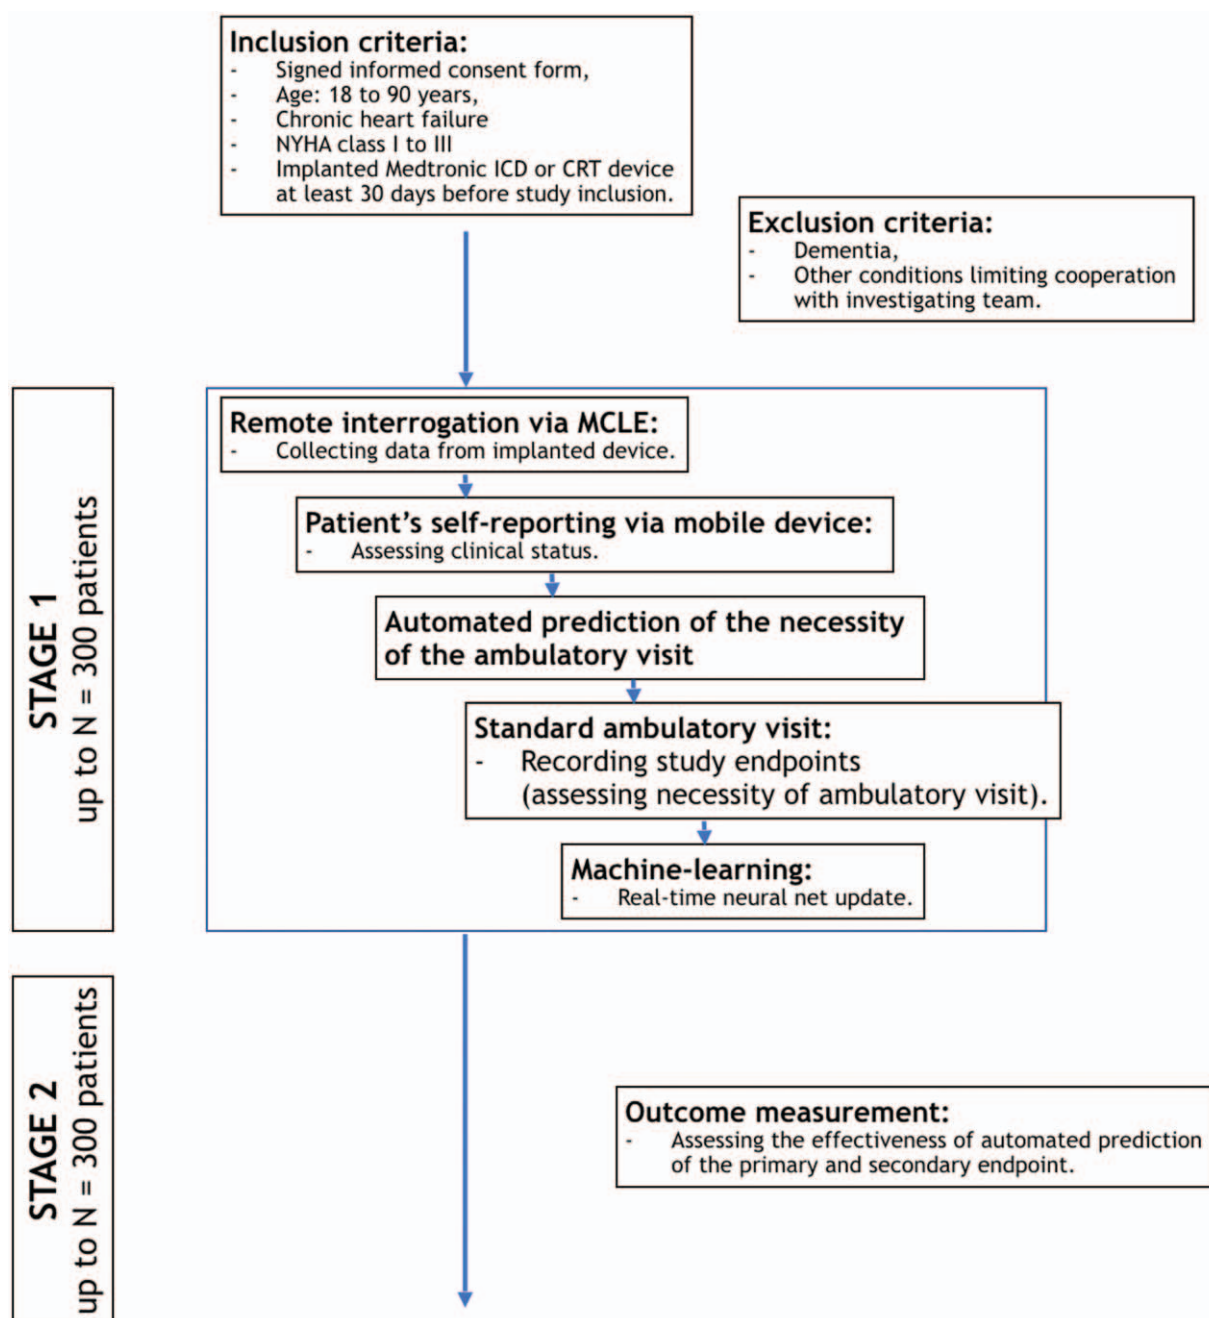 Inclusion criteria:
- Signed informed consent form,
- Age: 18 to 90 years,
- Chronic heart failure
- NYHA class I to III
- Implanted Medtronic ICD or CRT device
at least 30 days before study inclusion.
Exclusion criteria:
- Dementia,
- Other conditions limiting cooperation
with investigating team.
STAGE 1
up to N = 300 patients
Remote interrogation via MCLE:
- Collecting data from implanted device.
Patient's self-reporting via mobile device:
- Assessing clinical status.
Automated prediction of the necessity
of the ambulatory visit
Standard ambulatory visit:
- Recording study endpoints
(assessing necessity of ambulatory visit).
Machine-learning:
- Real-time neural net update.
STAGE 2
up to N = 300 patients
Outcome measurement:
- Assessing the effectiveness of automated prediction
of the primary and secondary endpoint.